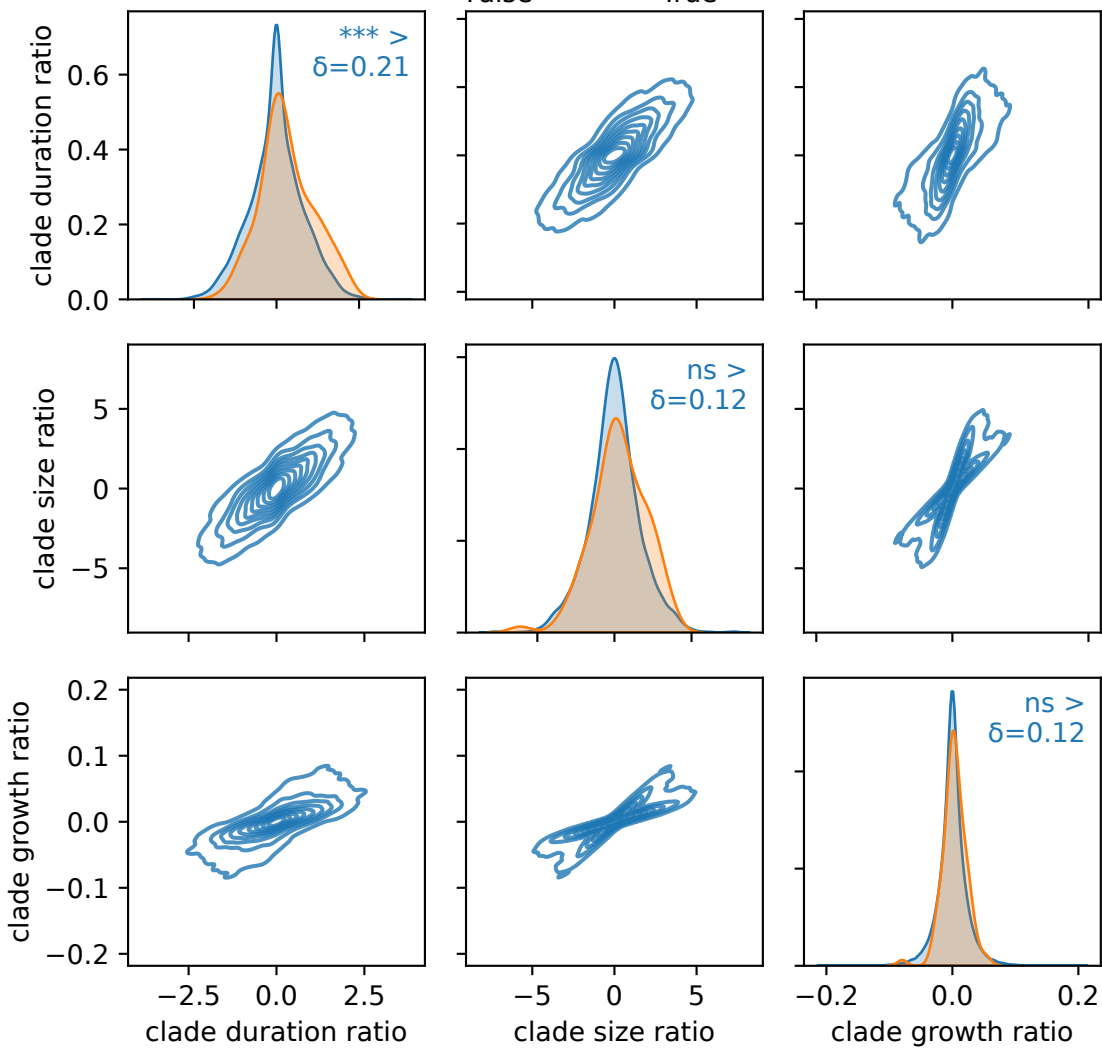 clade duration ratio
0.6
0.4
0.2
0.0
*** >
δ=0.21
clade size ratio
5
0
−5
ns >
δ=0.12
clade growth ratio
0.2
0.1
0.0
−0.1
−0.2
ns >
δ=0.12
−2.5 0.0 2.5
clade duration ratio
−5 0 5
clade size ratio
−0.2 0.0 0.2
clade growth ratio